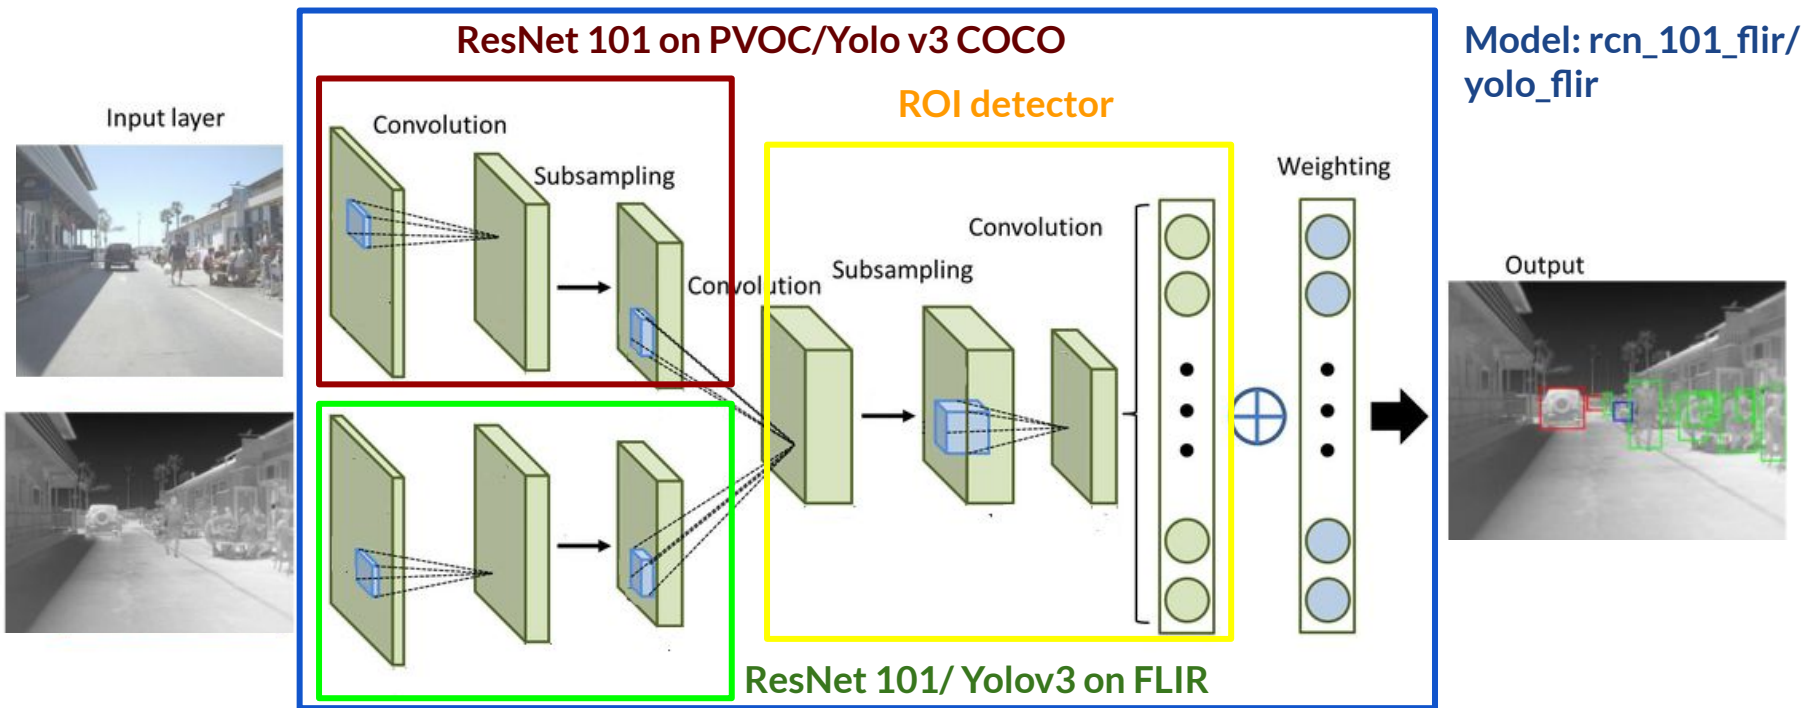 ResNet 101 on PVOC/Yolo v3 COCO
Model: rcn_101_flir/
yolo_flir
ROI detector
Input layer
Convolution
Subsampling
Weighting
Convolution
Subsampling
Convolution
Output
ResNet 101/ Yolov3 on FLIR